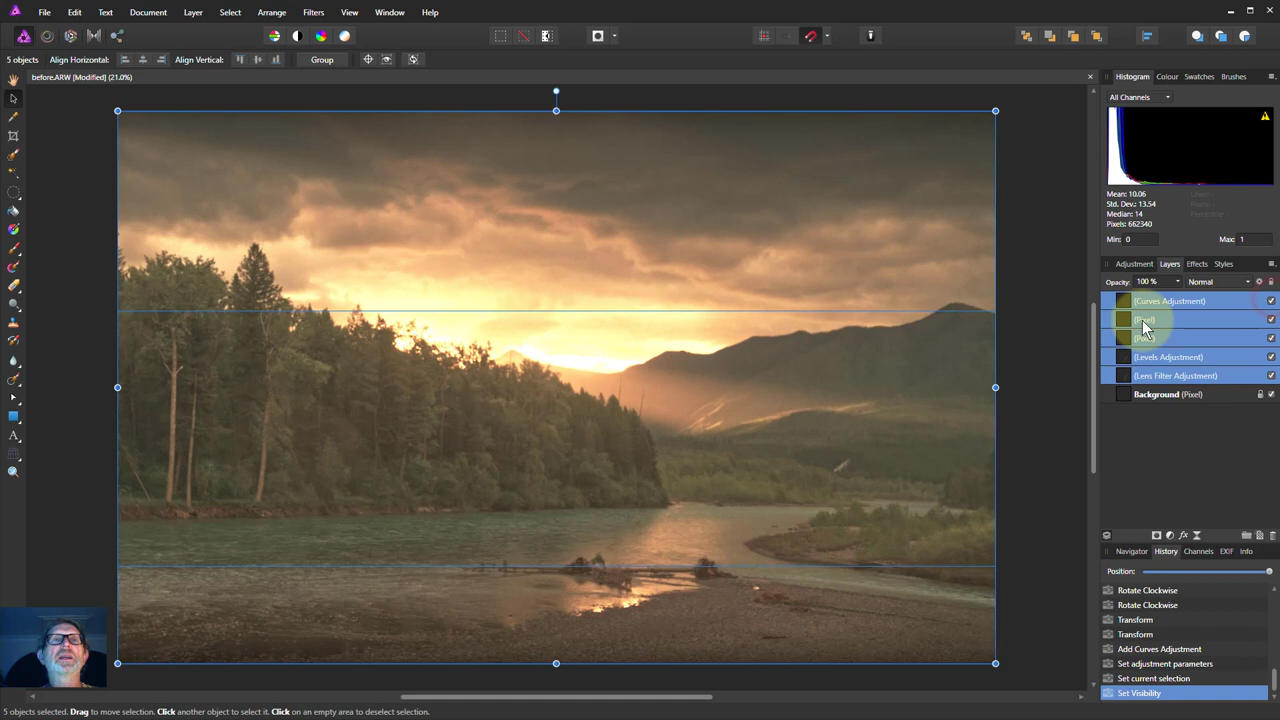 File Edit Text Document Layer Select Arrange Filters View Window Help
5 objects Align Horizontal: Align Vertical: Group
before.ARW [Modified] (21.0%)
Histogram Colour Swatches Brushes
All Channels
Mean: 10.06
Std. Dev.: 13.54
Median: 14
Pixels: 662340
Min: 0 Max: 1
Adjustment Layers Effects Styles
Opacity: 100 % Normal
(Curves Adjustment)
(Pixel)
(Pixel)
(Levels Adjustment)
(Lens Filter Adjustment)
Background (Pixel)
Navigator History Channels EXIF Info
Position:
Rotate Clockwise
Rotate Clockwise
Transform
Transform
Add Curves Adjustment
Set adjustment parameters
Set current selection
Set Visibility
5 objects selected. Drag to move selection. Click another object to select it. Click on an empty area to deselect selection.